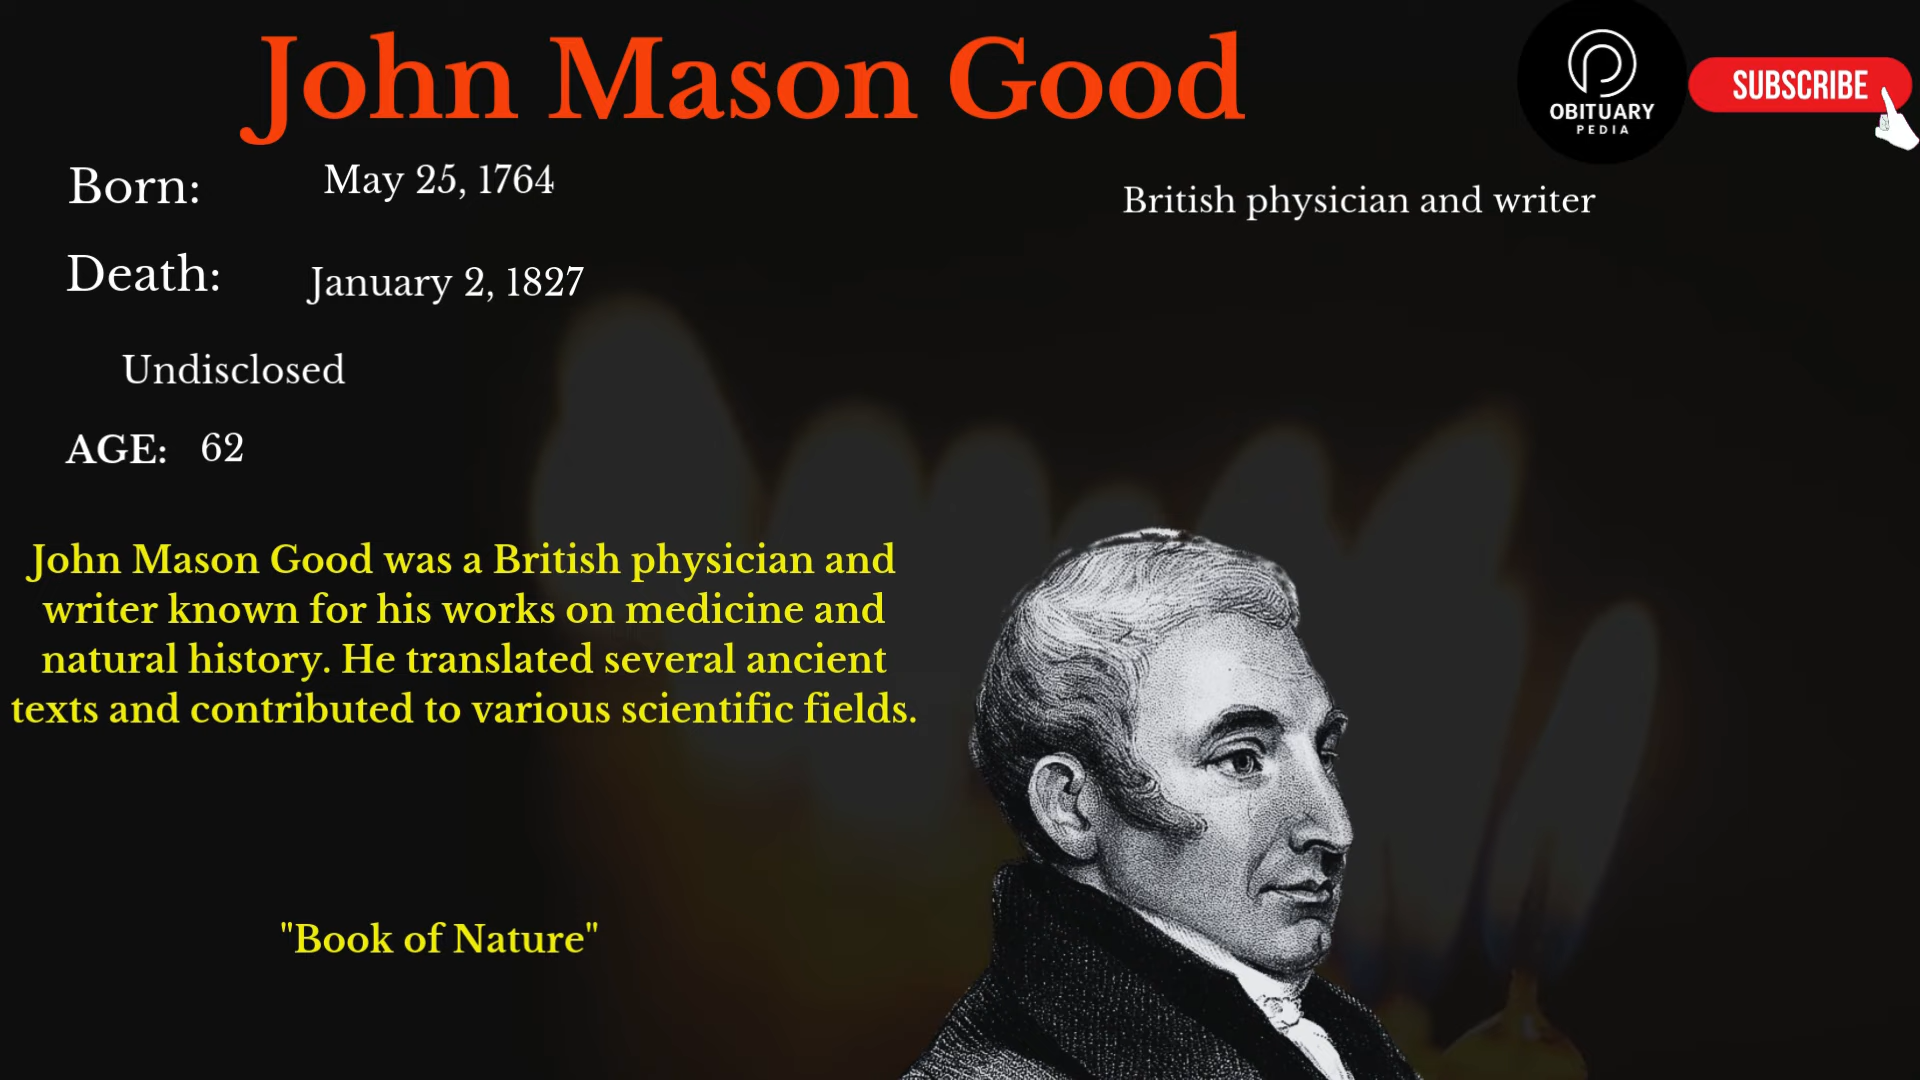 John Mason Good
OBITUARY
PEDIA
SUBSCRIBE
Born: May 25, 1764
British physician and writer
Death: January 2, 1827
Undisclosed
AGE: 62
John Mason Good was a British physician and
writer known for his works on medicine and
natural history. He translated several ancient
texts and contributed to various scientific fields.
"Book of Nature"